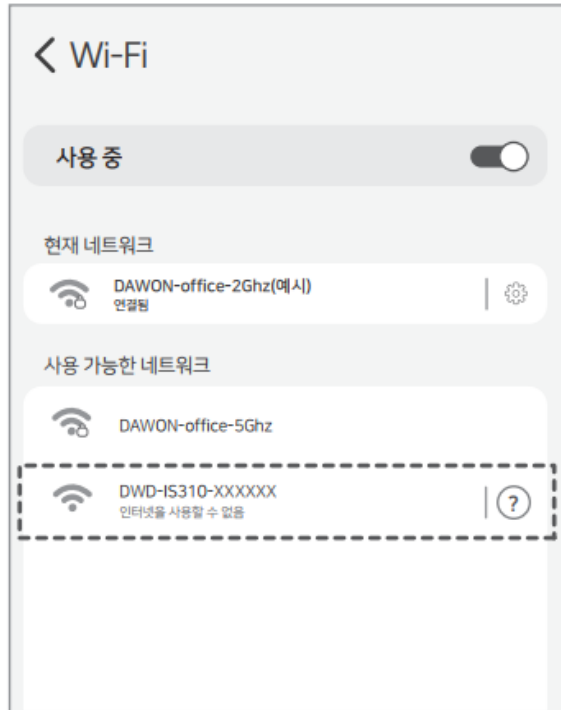 Wi-Fi
사용 중
현재 네트워크
DAWON-office-2Ghz(예시)
연결됨
사용 가능한 네트워크
DAWON-office-5Ghz
DWD-IS310-XXXXXX
인터넷을 사용할 수 없음
?